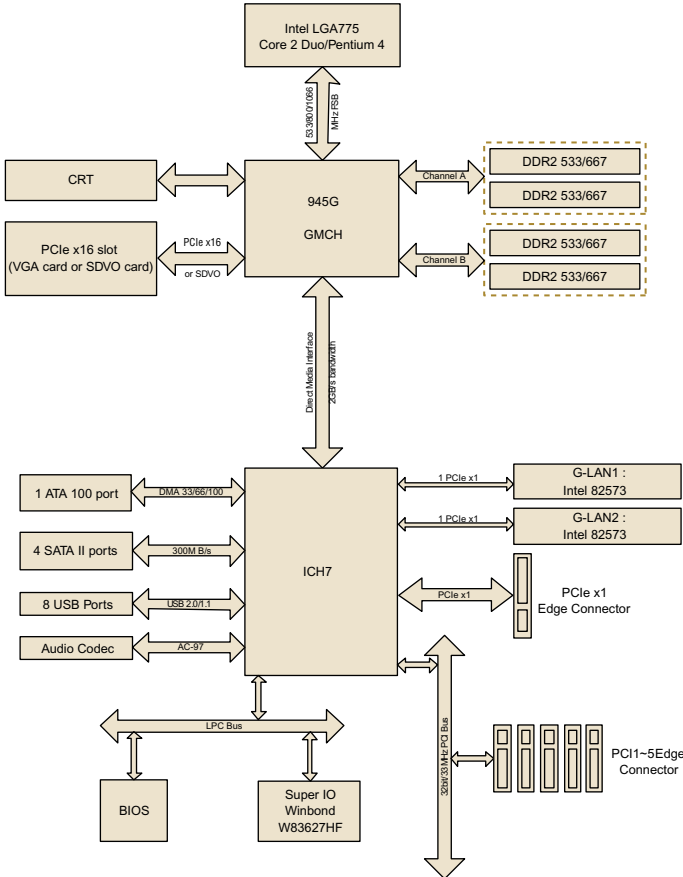 Intel LGA775
Core 2 Duo/Pentium 4
533/800/1066
MHz FSB
CRT
945G
GMCH
Channel A
DDR2 533/667
DDR2 533/667
PCIe x16 slot
(VGA card or SDVO card)
PCIe x16
or SDVO
Channel B
DDR2 533/667
DDR2 533/667
Direct Media Interface
2GB/s bandwidth
1 ATA 100 port
DMA 33/66/100
4 SATA II ports
300M B/s
8 USB Ports
USB 2.0/1.1
Audio Codec
AC-97
ICH7
1 PCIe x1
G-LAN1 :
Intel 82573
1 PCIe x1
G-LAN2 :
Intel 82573
PCIe x1
PCIe x1
Edge Connector
LPC Bus
32bit/33MHz PCI Bus
PCI1~5Edge
Connector
BIOS
Super IO
Winbond
W83627HF